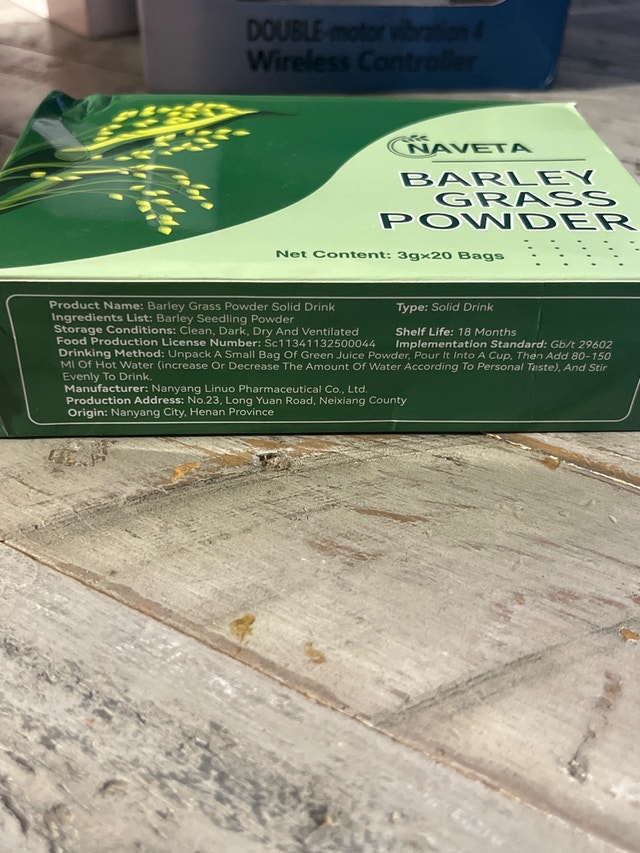 DOUBLE-motor vibration 4
Wireless Controller
NAVETA
BARLEY
GRASS
POWDER
Net Content: 3gx20 Bags
Product Name: Barley Grass Powder Solid Drink Type: Solid Drink
Ingredients List: Barley Seedling Powder
Storage Conditions: Clean, Dark, Dry And Ventilated Shelf Life: 18 Months
Food Production License Number: Sc11341132500044 Implementation Standard: Gb/t 29602
Drinking Method: Unpack A Small Bag Of Green Juice Powder, Pour It Into A Cup, Then Add 80-150
Ml Of Hot Water (increase Or Decrease The Amount Of Water According To Personal Taste), And Stir
Evenly To Drink.
Manufacturer: Nanyang Linuo Pharmaceutical Co., Ltd.
Production Address: No.23, Long Yuan Road, Neixiang County
Origin: Nanyang City, Henan Province